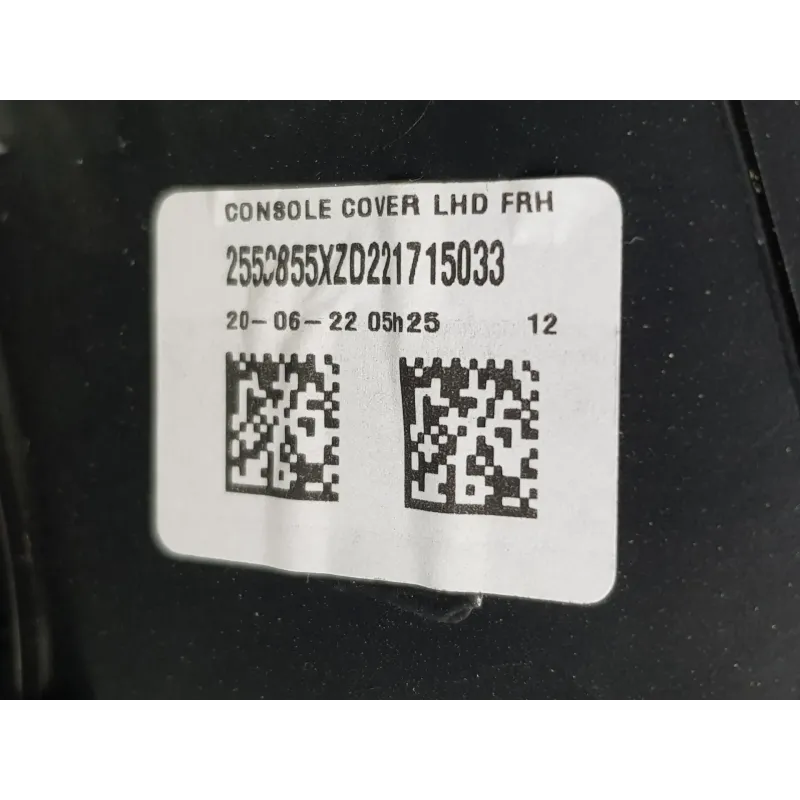 CONSOLE COVER LHD FRH
2550855XZD221715033
20-06-22 05h25 12